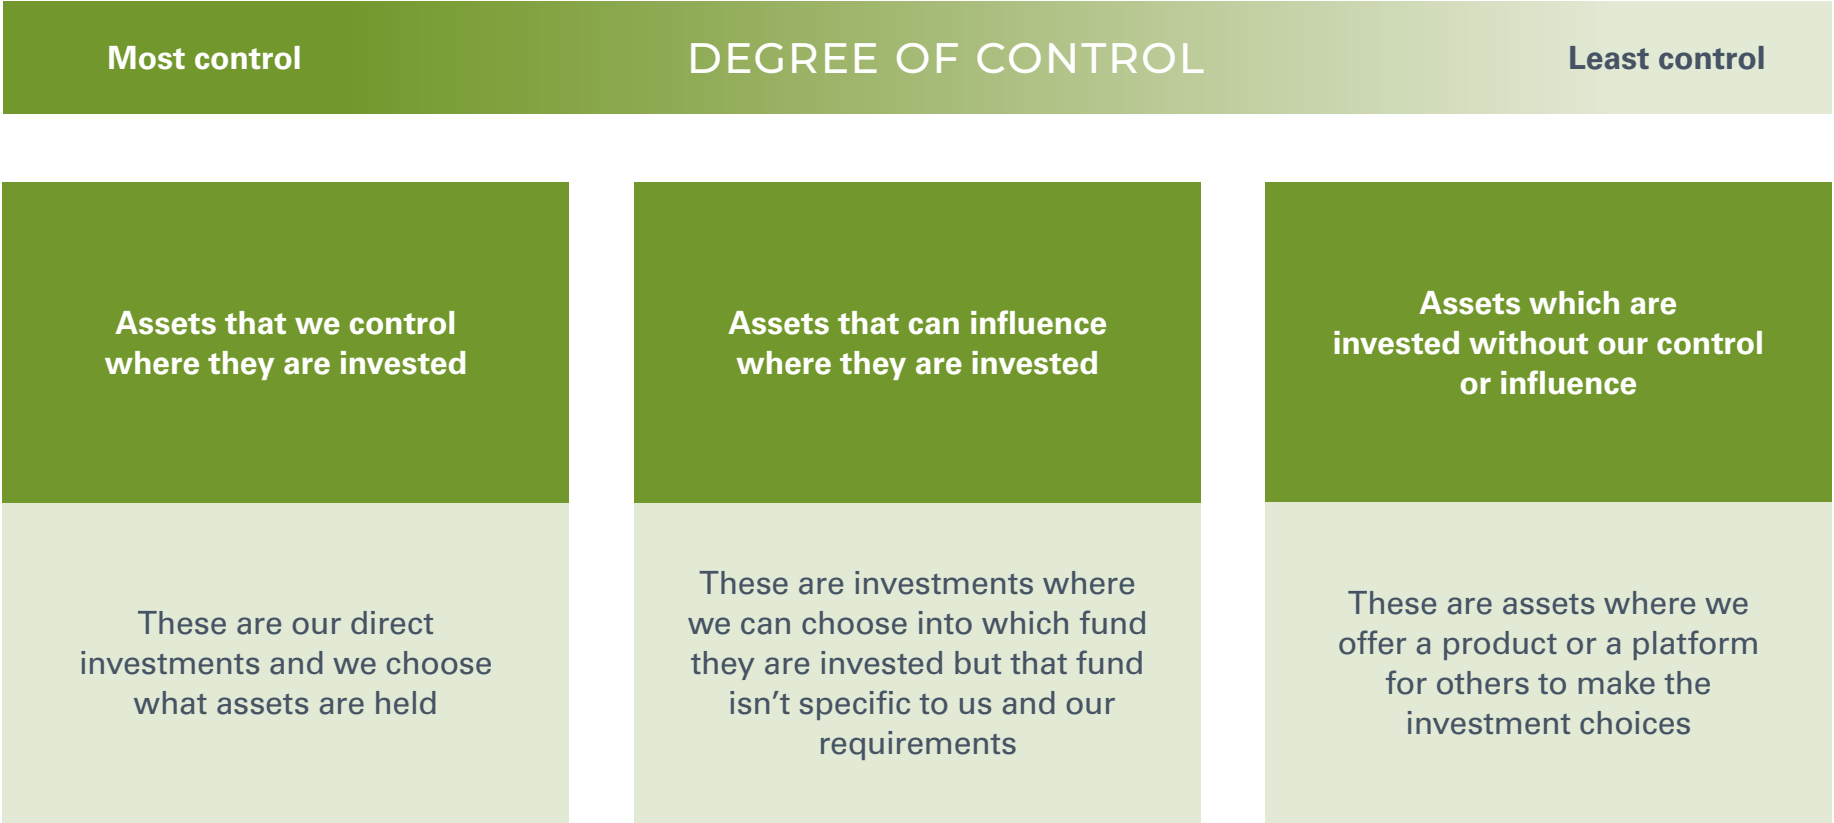 Most control
DEGREE OF CONTROL
Least control
Assets that we control
where they are invested
These are our direct
investments and we choose
what assets are held
Assets that can influence
where they are invested
These are investments where
we can choose into which fund
they are invested but that fund
isn’t specific to us and our
requirements
Assets which are
invested without our control
or influence
These are assets where we
offer a product or a platform
for others to make the
investment choices